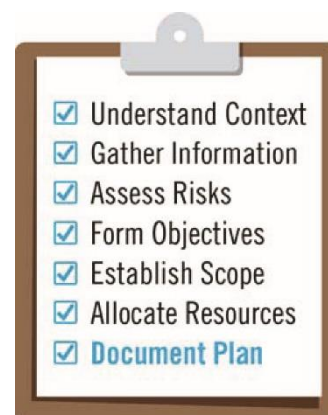 Understand Context
Gather Information
Assess Risks
Form Objectives
Establish Scope
Allocate Resources
Document Plan